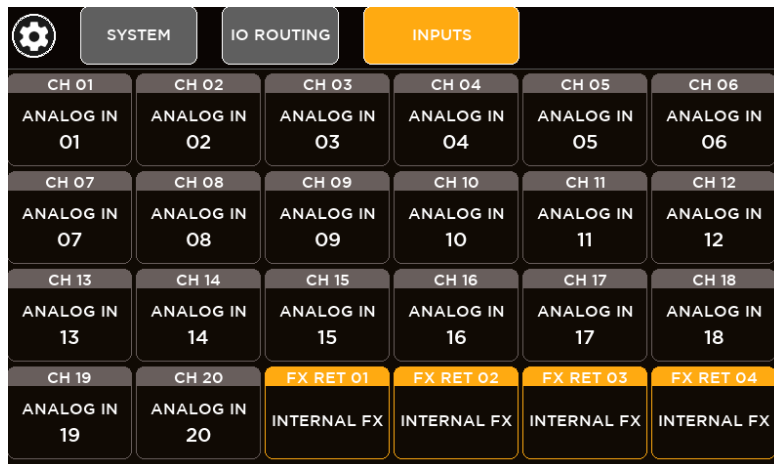 SYSTEM IO ROUTING INPUTS
CH 01 CH 02 CH 03 CH 04 CH 05 CH 06
ANALOG IN ANALOG IN ANALOG IN ANALOG IN ANALOG IN ANALOG IN
01 02 03 04 05 06
CH 07 CH 08 CH 09 CH 10 CH 11 CH 12
ANALOG IN ANALOG IN ANALOG IN ANALOG IN ANALOG IN ANALOG IN
07 08 09 10 11 12
CH 13 CH 14 CH 15 CH 16 CH 17 CH 18
ANALOG IN ANALOG IN ANALOG IN ANALOG IN ANALOG IN ANALOG IN
13 14 15 16 17 18
CH 19 CH 20 FX RET 01 FX RET 02 FX RET 03 FX RET 04
ANALOG IN ANALOG IN INTERNAL FX INTERNAL FX INTERNAL FX INTERNAL FX
19 20